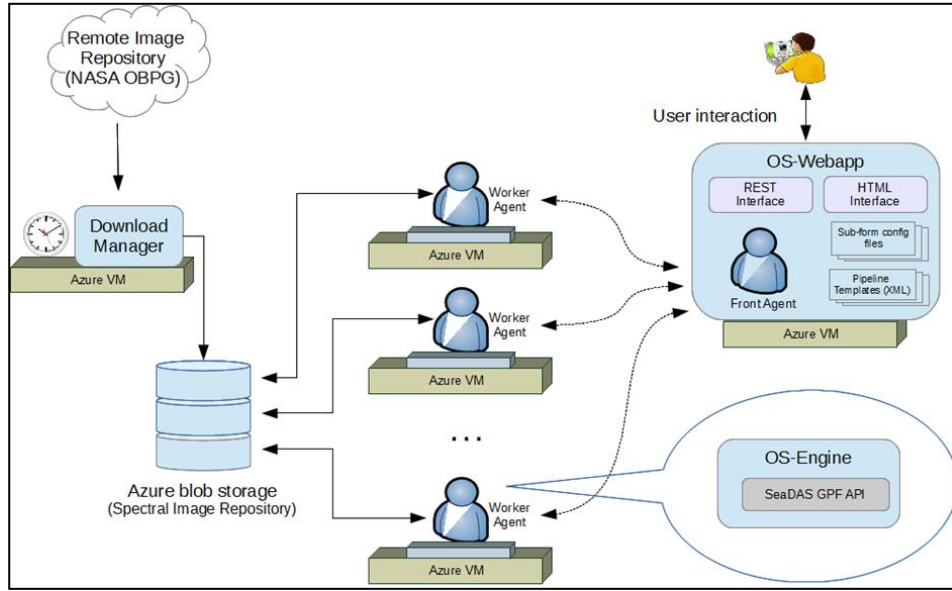 Remote Image
Repository
(NASA OBPG)
User interaction
OS-Webapp
REST
Interface
HTML
Interface
Sub-form config
files
Pipeline
Templates (XML)
Front Agent
Azure VM
Download
Manager
Azure VM
Worker
Agent
Azure VM
Worker
Agent
Azure VM
...
Worker
Agent
Azure VM
Azure blob storage
(Spectral Image Repository)
OS-Engine
SeaDAS GPF API